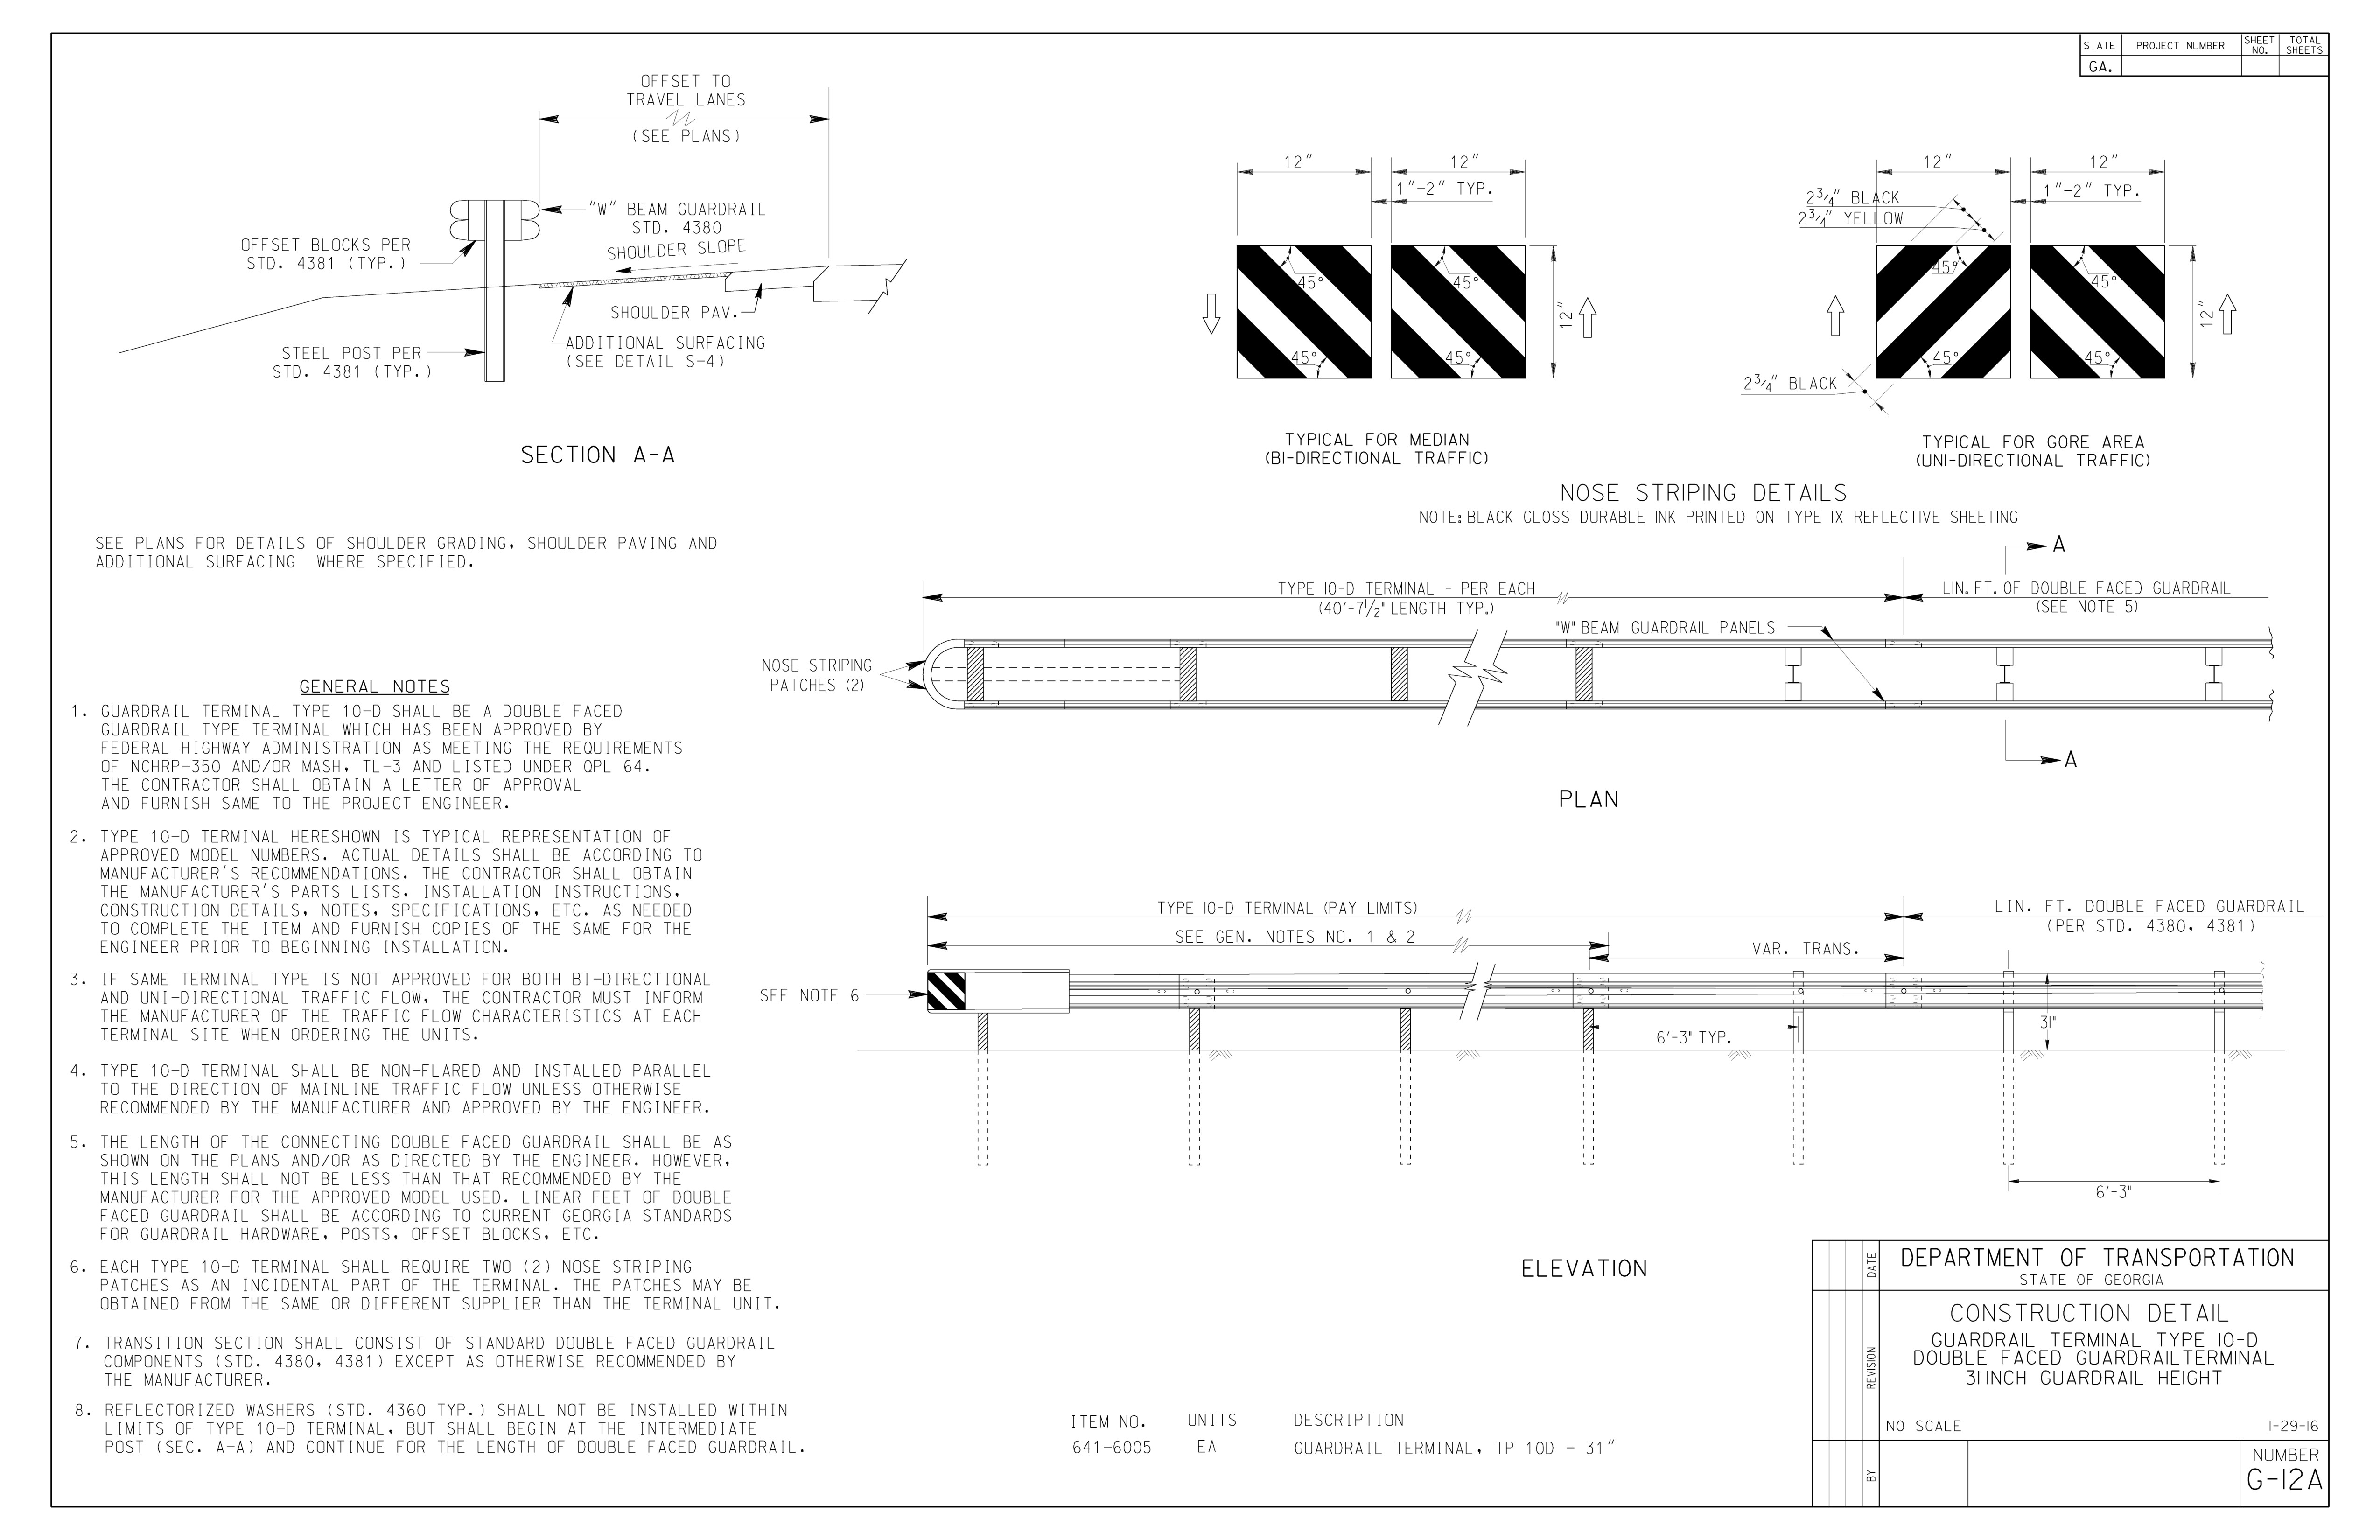 STATE PROJECT NUMBER SHEET NO. TOTAL SHEETS
GA.
OFFSET TO
TRAVEL LANES
(SEE PLANS)
"W" BEAM GUARDRAIL
STD. 4380
SHOULDER SLOPE
OFFSET BLOCKS PER
STD. 4381 (TYP.)
SHOULDER PAV.
ADDITIONAL SURFACING
(SEE DETAIL S-4)
STEEL POST PER
STD. 4381 (TYP.)
SECTION A-A
12" 12"
1"-2" TYP.
45° 45°
12"
45° 45°
TYPICAL FOR MEDIAN
(BI-DIRECTIONAL TRAFFIC)
12" 12"
2 3/4" BLACK
2 3/4" YELLOW
1"-2" TYP.
45° 45°
12"
45° 45°
2 3/4" BLACK
TYPICAL FOR GORE AREA
(UNI-DIRECTIONAL TRAFFIC)
NOSE STRIPING DETAILS
NOTE: BLACK GLOSS DURABLE INK PRINTED ON TYPE IX REFLECTIVE SHEETING
SEE PLANS FOR DETAILS OF SHOULDER GRADING, SHOULDER PAVING AND
ADDITIONAL SURFACING WHERE SPECIFIED.
A
TYPE 10-D TERMINAL - PER EACH
(40'-7 1/2" LENGTH TYP.)
LIN. FT. OF DOUBLE FACED GUARDRAIL
(SEE NOTE 5)
"W" BEAM GUARDRAIL PANELS
NOSE STRIPING
PATCHES (2)
A
PLAN
GENERAL NOTES
1. GUARDRAIL TERMINAL TYPE 10-D SHALL BE A DOUBLE FACED
GUARDRAIL TYPE TERMINAL WHICH HAS BEEN APPROVED BY
FEDERAL HIGHWAY ADMINISTRATION AS MEETING THE REQUIREMENTS
OF NCHRP-350 AND/OR MASH, TL-3 AND LISTED UNDER QPL 64.
THE CONTRACTOR SHALL OBTAIN A LETTER OF APPROVAL
AND FURNISH SAME TO THE PROJECT ENGINEER.
2. TYPE 10-D TERMINAL HERESHOWN IS TYPICAL REPRESENTATION OF
APPROVED MODEL NUMBERS. ACTUAL DETAILS SHALL BE ACCORDING TO
MANUFACTURER'S RECOMMENDATIONS. THE CONTRACTOR SHALL OBTAIN
THE MANUFACTURER'S PARTS LISTS, INSTALLATION INSTRUCTIONS,
CONSTRUCTION DETAILS, NOTES, SPECIFICATIONS, ETC. AS NEEDED
TO COMPLETE THE ITEM AND FURNISH COPIES OF THE SAME FOR THE
ENGINEER PRIOR TO BEGINNING INSTALLATION.
3. IF SAME TERMINAL TYPE IS NOT APPROVED FOR BOTH BI-DIRECTIONAL
AND UNI-DIRECTIONAL TRAFFIC FLOW, THE CONTRACTOR MUST INFORM
THE MANUFACTURER OF THE TRAFFIC FLOW CHARACTERISTICS AT EACH
TERMINAL SITE WHEN ORDERING THE UNITS.
4. TYPE 10-D TERMINAL SHALL BE NON-FLARED AND INSTALLED PARALLEL
TO THE DIRECTION OF MAINLINE TRAFFIC FLOW UNLESS OTHERWISE
RECOMMENDED BY THE MANUFACTURER AND APPROVED BY THE ENGINEER.
5. THE LENGTH OF THE CONNECTING DOUBLE FACED GUARDRAIL SHALL BE AS
SHOWN ON THE PLANS AND/OR AS DIRECTED BY THE ENGINEER. HOWEVER,
THIS LENGTH SHALL NOT BE LESS THAN THAT RECOMMENDED BY THE
MANUFACTURER FOR THE APPROVED MODEL USED. LINEAR FEET OF DOUBLE
FACED GUARDRAIL SHALL BE ACCORDING TO CURRENT GEORGIA STANDARDS
FOR GUARDRAIL HARDWARE, POSTS, OFFSET BLOCKS, ETC.
6. EACH TYPE 10-D TERMINAL SHALL REQUIRE TWO (2) NOSE STRIPING
PATCHES AS AN INCIDENTAL PART OF THE TERMINAL. THE PATCHES MAY BE
OBTAINED FROM THE SAME OR DIFFERENT SUPPLIER THAN THE TERMINAL UNIT.
7. TRANSITION SECTION SHALL CONSIST OF STANDARD DOUBLE FACED GUARDRAIL
COMPONENTS (STD. 4380, 4381) EXCEPT AS OTHERWISE RECOMMENDED BY
THE MANUFACTURER.
8. REFLECTORIZED WASHERS (STD. 4360 TYP.) SHALL NOT BE INSTALLED WITHIN
LIMITS OF TYPE 10-D TERMINAL, BUT SHALL BEGIN AT THE INTERMEDIATE
POST (SEC. A-A) AND CONTINUE FOR THE LENGTH OF DOUBLE FACED GUARDRAIL.
TYPE 10-D TERMINAL (PAY LIMITS)
LIN. FT. DOUBLE FACED GUARDRAIL
(PER STD. 4380, 4381)
SEE GEN. NOTES NO. 1 & 2
VAR. TRANS.
SEE NOTE 6
31"
6'-3" TYP.
6'-3"
ELEVATION
ITEM NO. UNITS DESCRIPTION
641-6005 EA GUARDRAIL TERMINAL, TP 10D - 31"
DATE
REVISION
BY
DEPARTMENT OF TRANSPORTATION
STATE OF GEORGIA
CONSTRUCTION DETAIL
GUARDRAIL TERMINAL TYPE 10-D
DOUBLE FACED GUARDRAIL TERMINAL
31 INCH GUARDRAIL HEIGHT
NO SCALE 1-29-16
NUMBER
G-12A